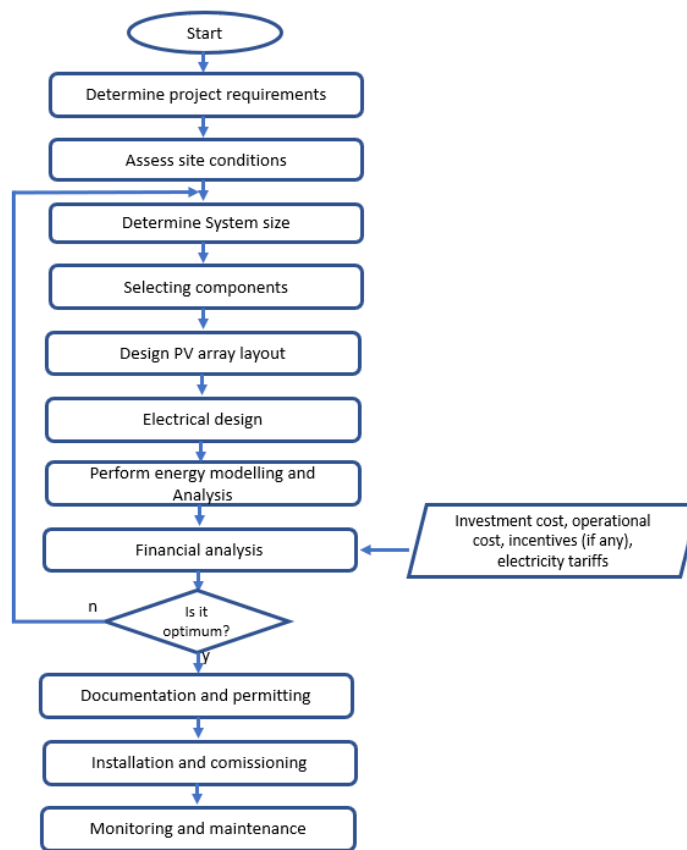 Start
Determine project requirements
Assess site conditions
Determine System size
Selecting components
Design PV array layout
Electrical design
Perform energy modelling and
Analysis
Financial analysis
Investment cost, operational
cost, incentives (if any),
electricity tariffs
n
Is it
optimum?
y
Documentation and permitting
Installation and comissioning
Monitoring and maintenance